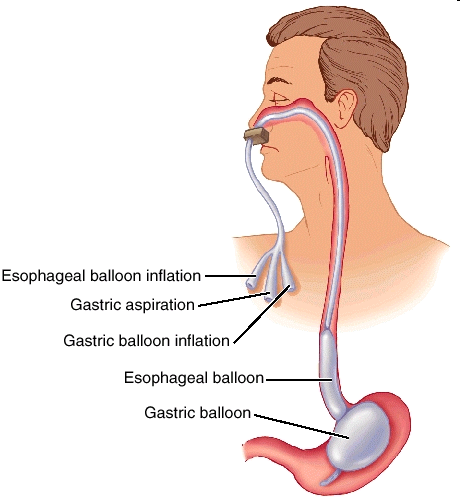 Esophageal balloon inflation
Gastric aspiration
Gastric balloon inflation
Esophageal balloon
Gastric balloon